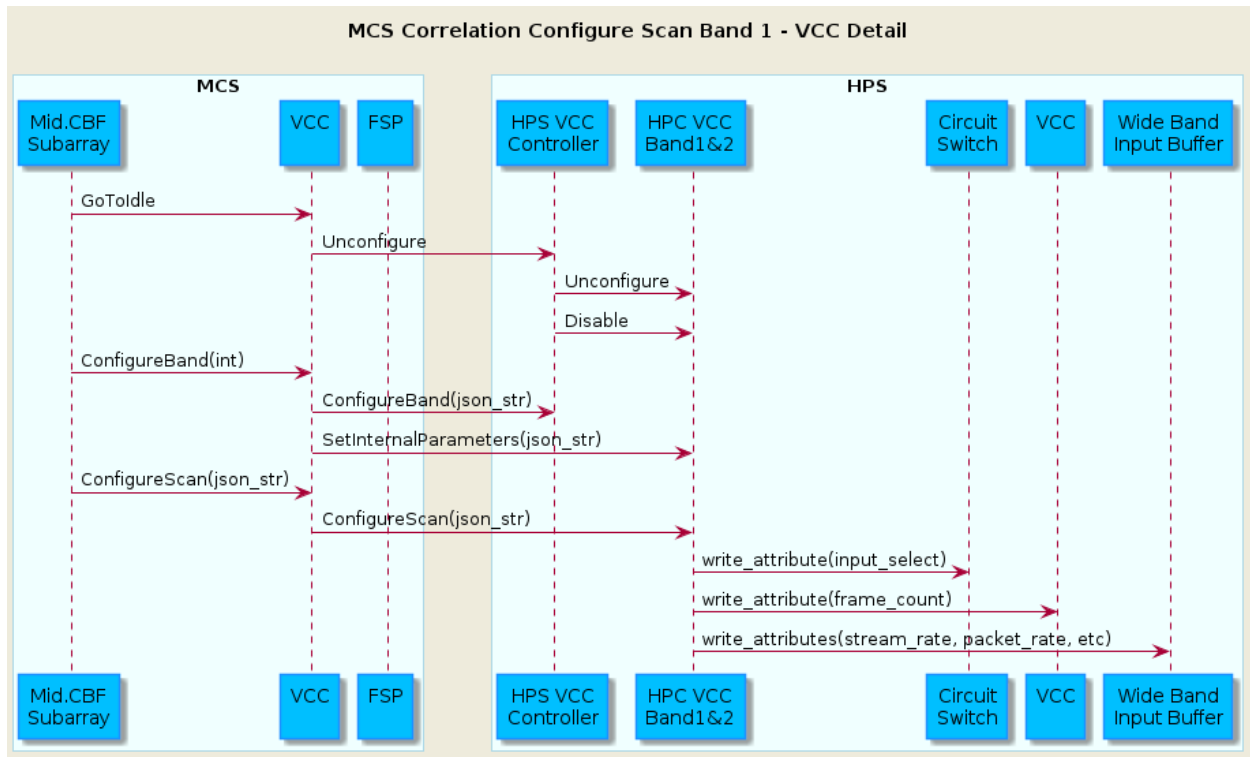 MCS Correlation Configure Scan Band 1 - VCC Detail
MCS
HPS
Mid.CBF
Subarray
VCC
FSP
HPS VCC
Controller
HPC VCC
Band1&2
Circuit
Switch
VCC
Wide Band
Input Buffer
GoToIdle
Unconfigure
Unconfigure
Disable
ConfigureBand(int)
ConfigureBand(json_str)
SetInternalParameters(json_str)
ConfigureScan(json_str)
ConfigureScan(json_str)
write_attribute(input_select)
write_attribute(frame_count)
write_attributes(stream_rate, packet_rate, etc)
Mid.CBF
Subarray
VCC
FSP
HPS VCC
Controller
HPC VCC
Band1&2
Circuit
Switch
VCC
Wide Band
Input Buffer